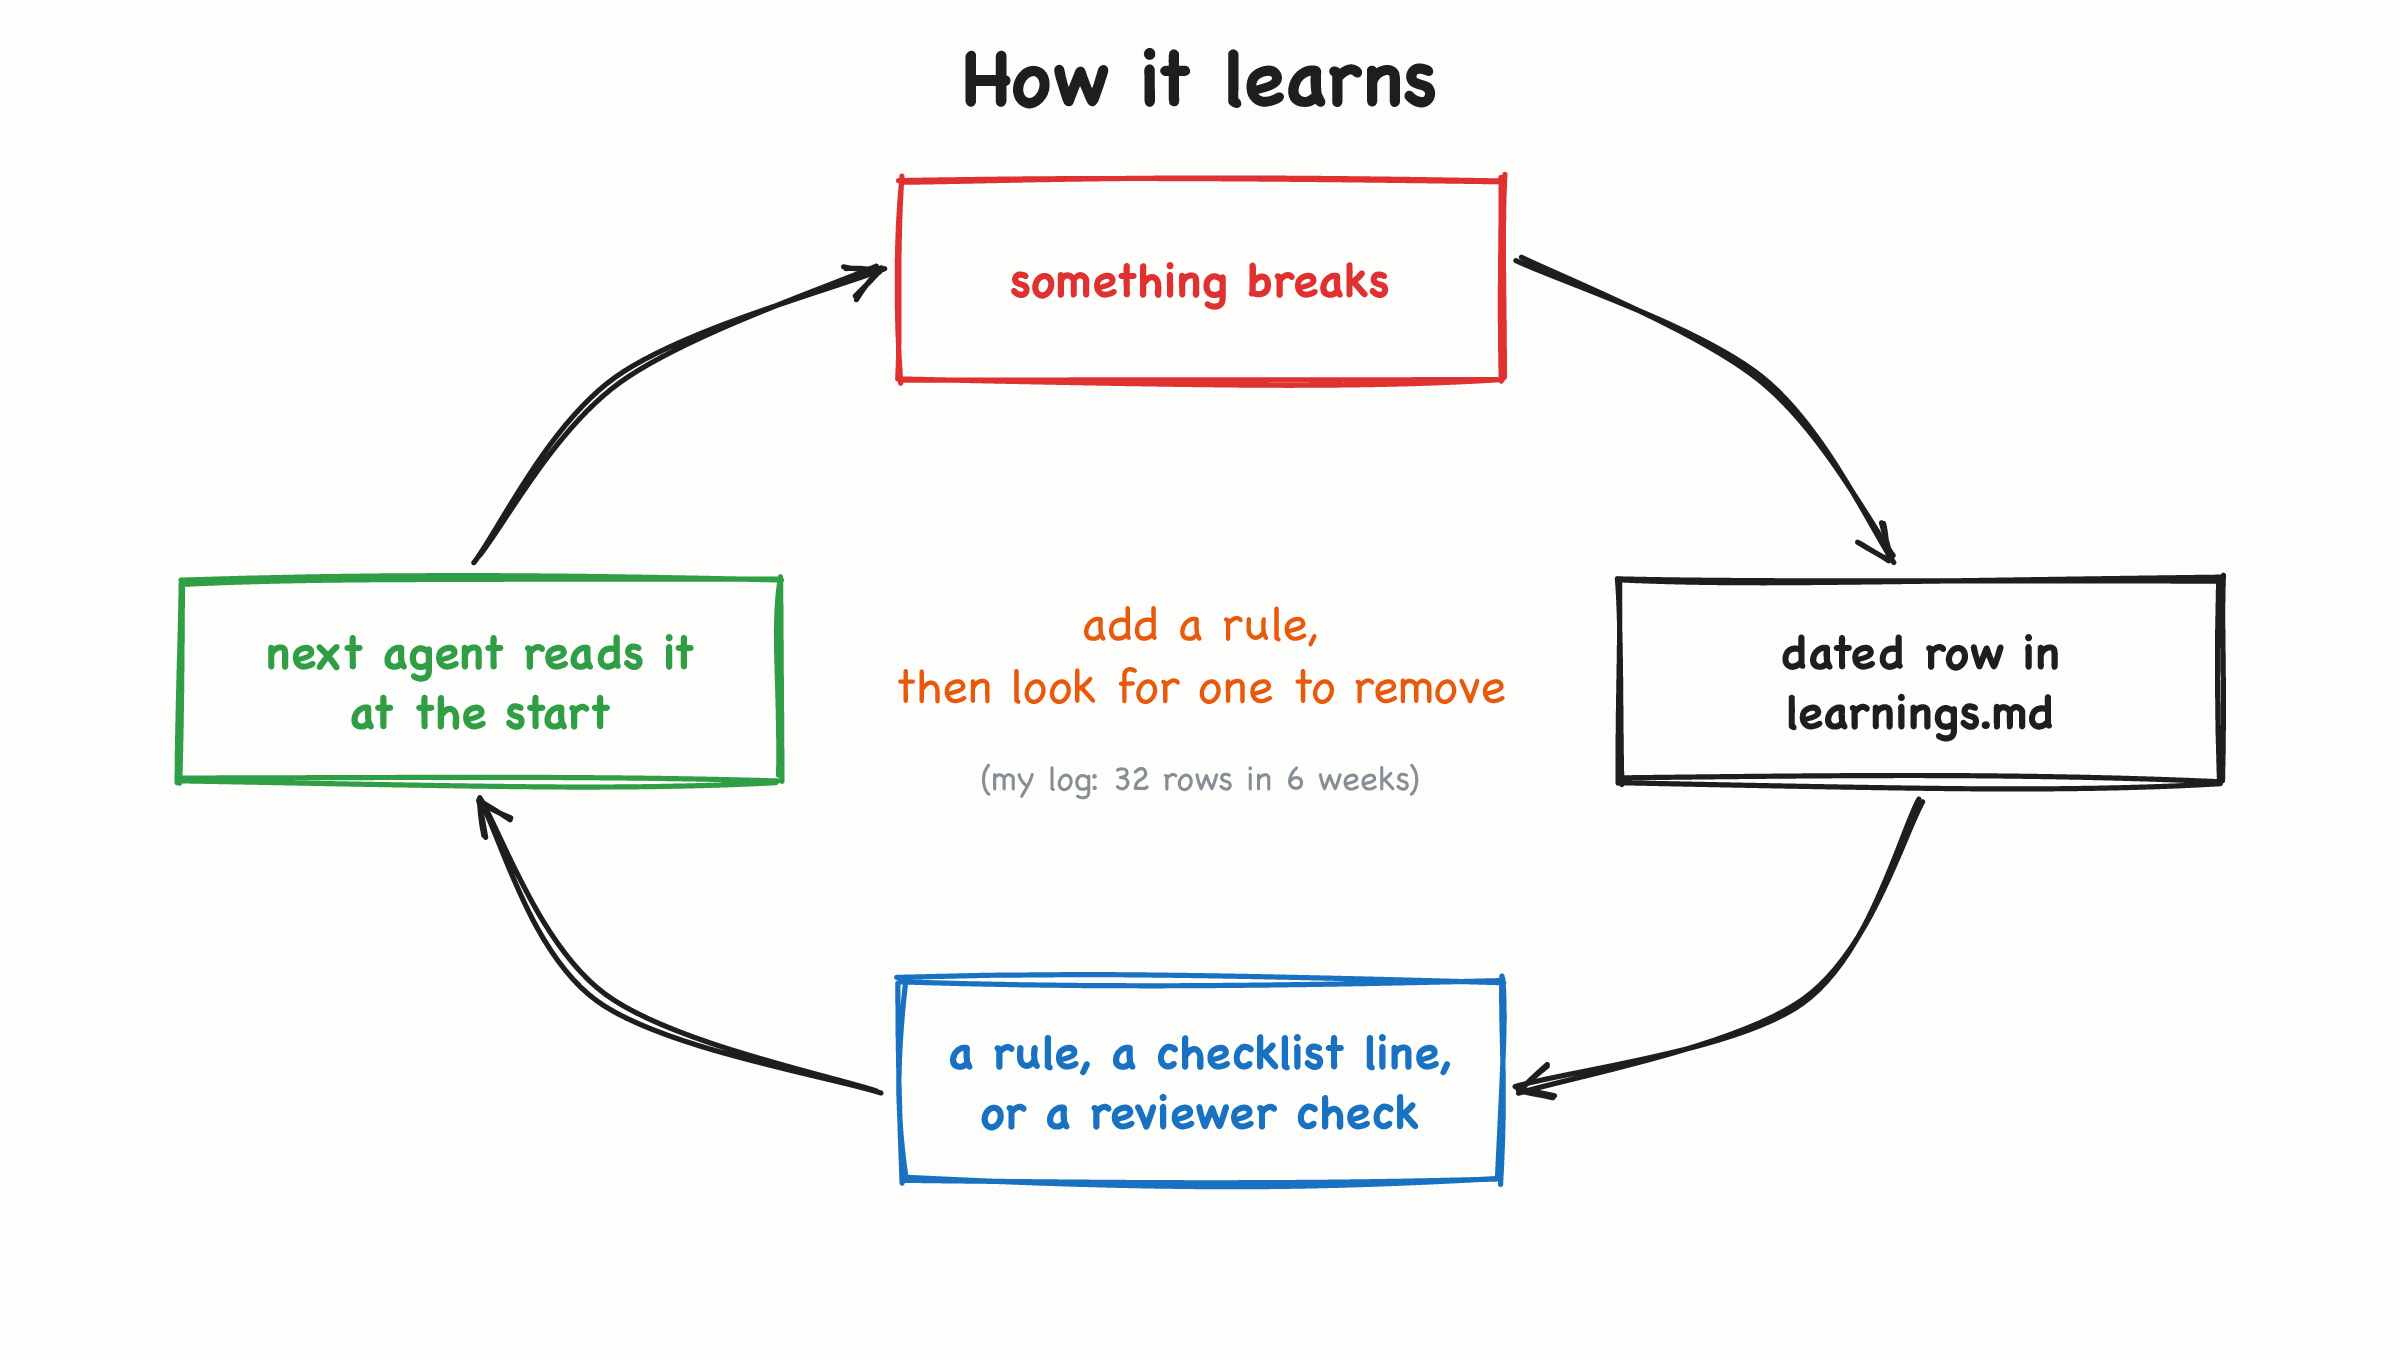 How it learns
something breaks
next agent reads it
at the start
add a rule,
then look for one to remove
(my log: 32 rows in 6 weeks)
dated row in
learnings.md
a rule, a checklist line,
or a reviewer check